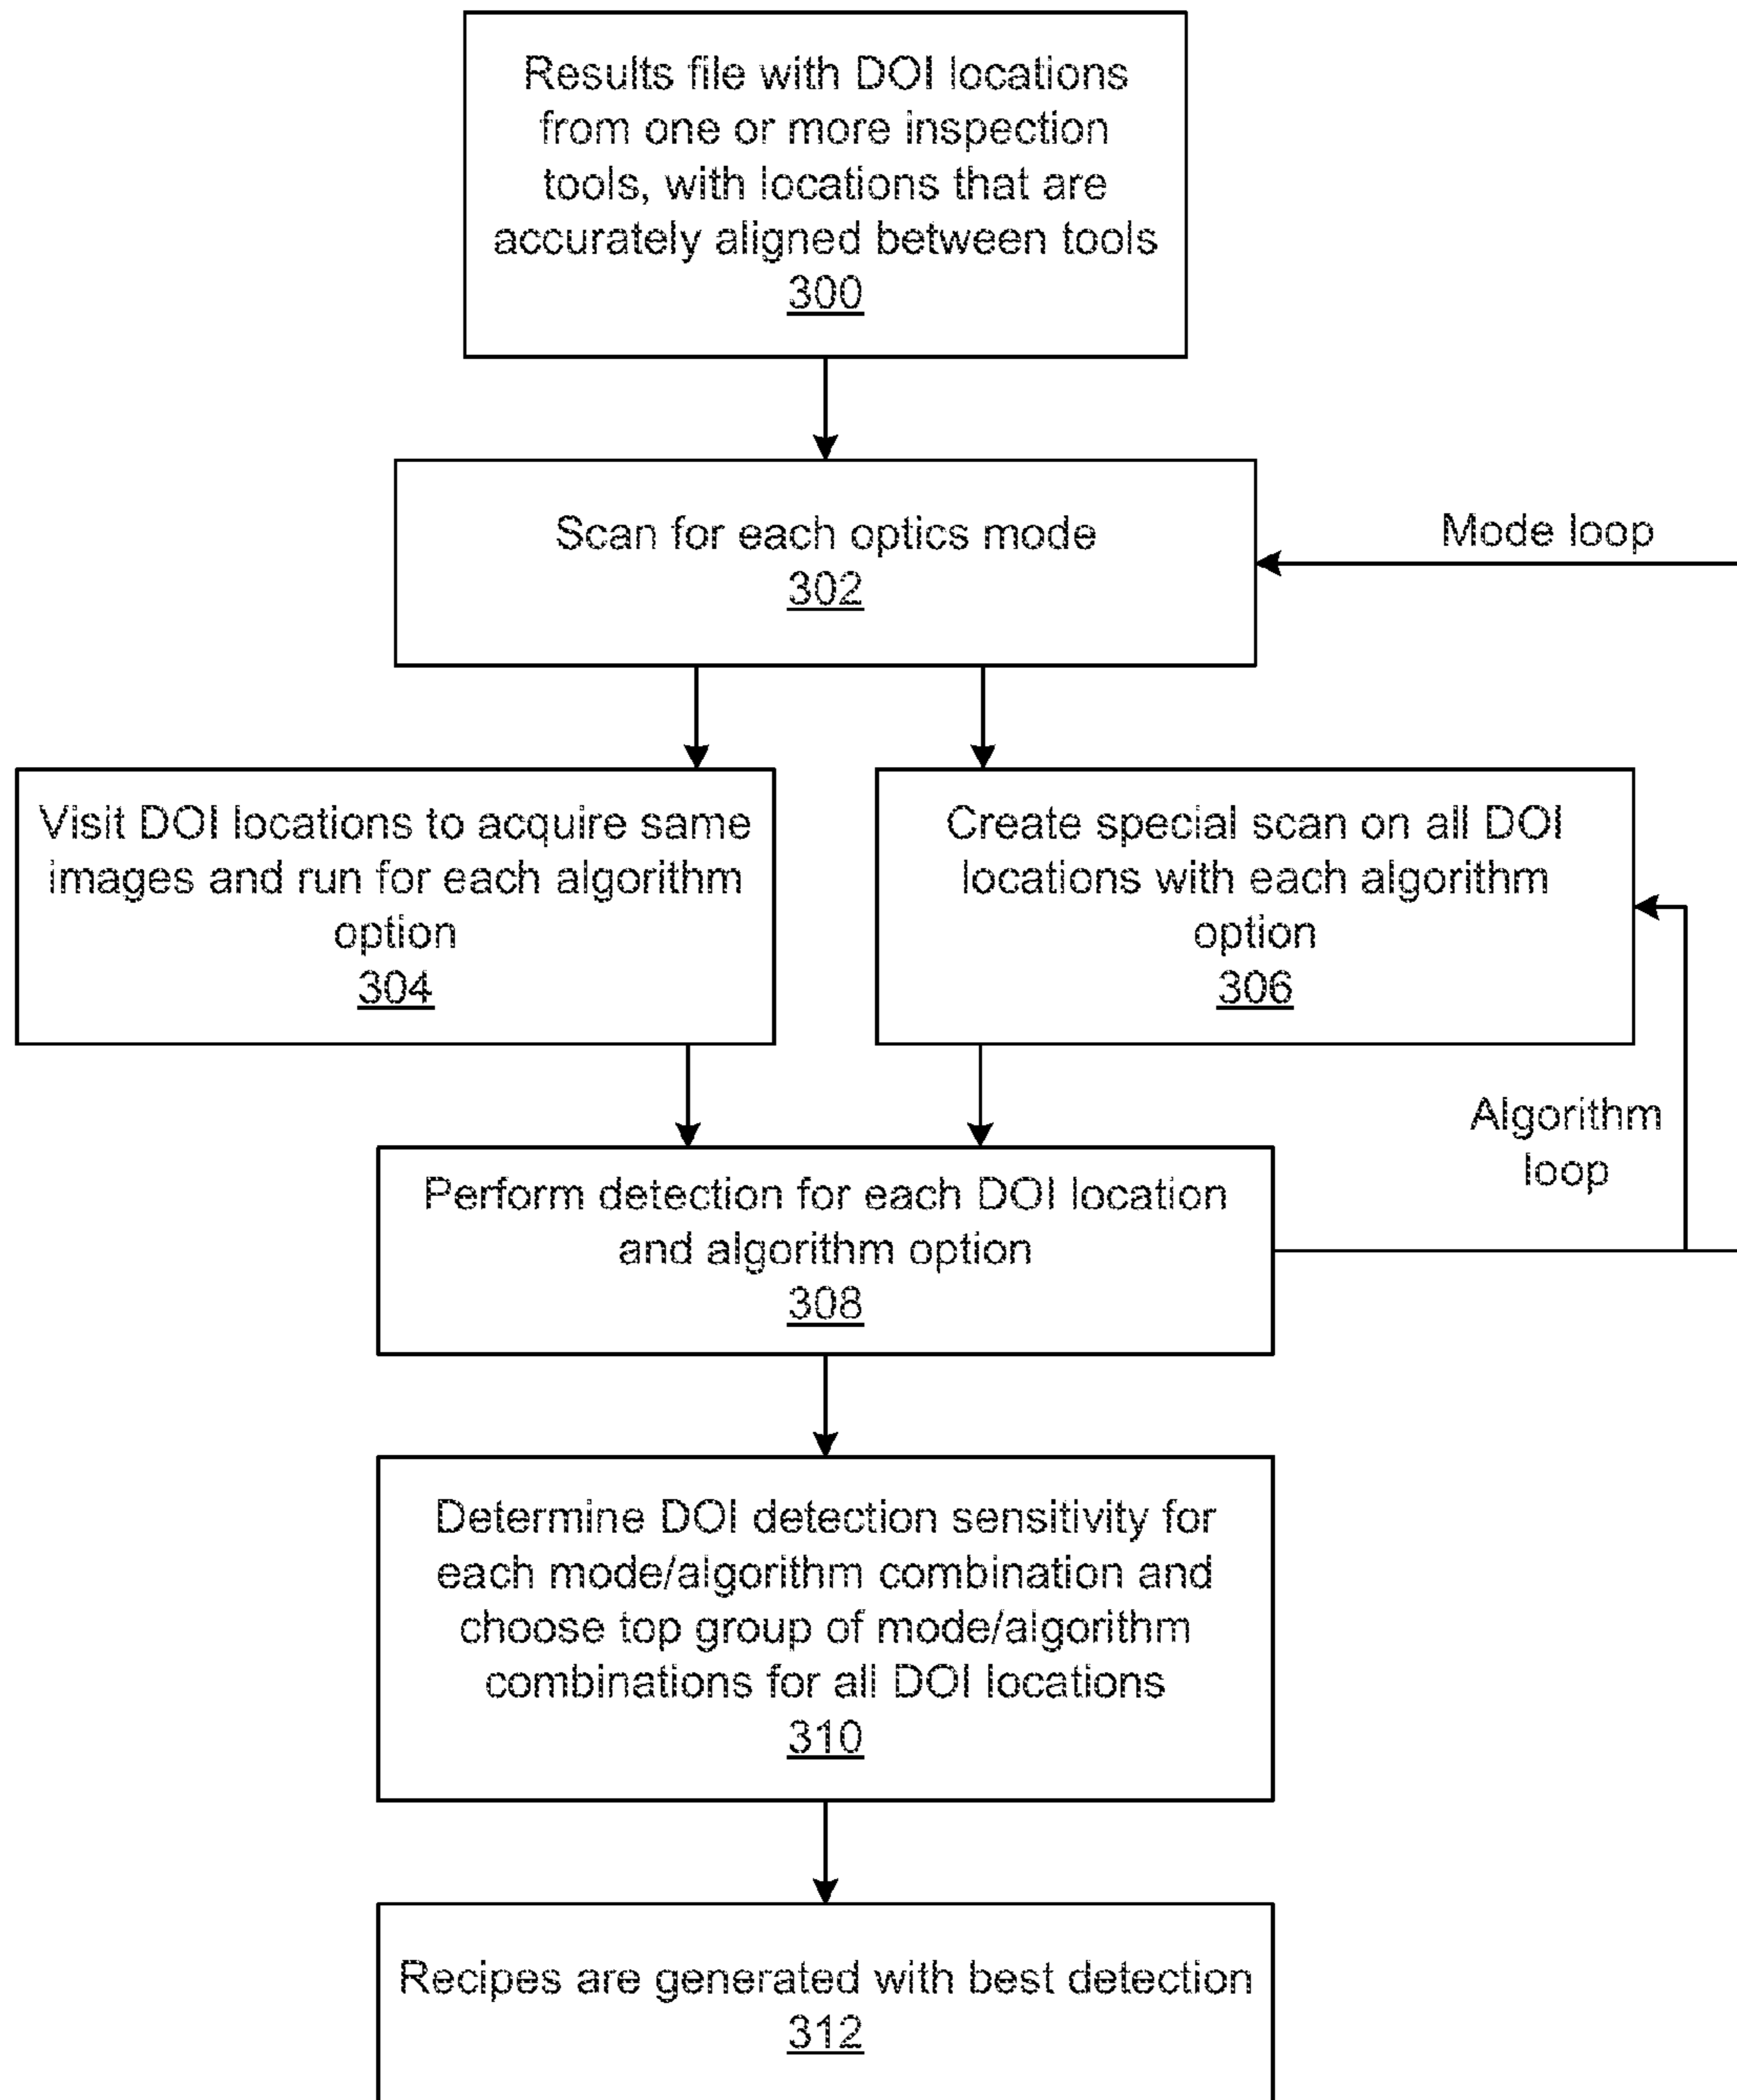 Results file with DOI locations
from one or more inspection
tools, with locations that are
accurately aligned between tools
300
Scan for each optics mode
302
Mode loop
Visit DOI locations to acquire same
images and run for each algorithm
option
304
Create special scan on all DOI
locations with each algorithm
option
306
Algorithm
loop
Perform detection for each DOI location
and algorithm option
308
Determine DOI detection sensitivity for
each mode/algorithm combination and
choose top group of mode/algorithm
combinations for all DOI locations
310
Recipes are generated with best detection
312